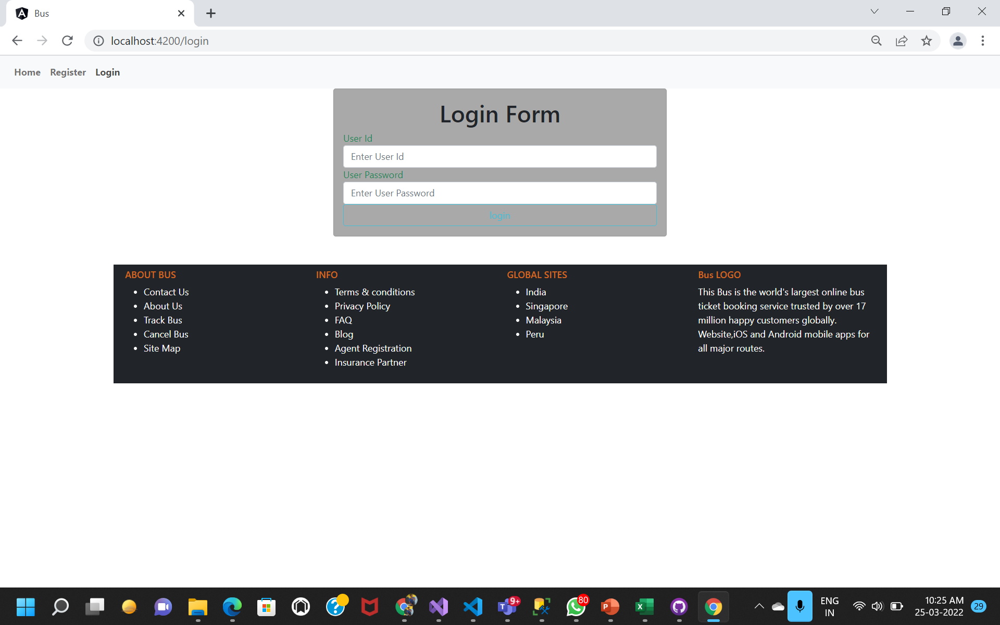 Bus
localhost:4200/login
Home Register Login
Login Form
User Id
Enter User Id
User Password
Enter User Password
login
ABOUT BUS
Contact Us
About Us
Track Bus
Cancel Bus
Site Map
INFO
Terms & conditions
Privacy Policy
FAQ
Blog
Agent Registration
Insurance Partner
GLOBAL SITES
India
Singapore
Malaysia
Peru
Bus LOGO
This Bus is the world's largest online bus
ticket booking service trusted by over 17
million happy customers globally.
Website,iOS and Android mobile apps for
all major routes.
9+
80
ENG
IN
10:25 AM
25-03-2022
29